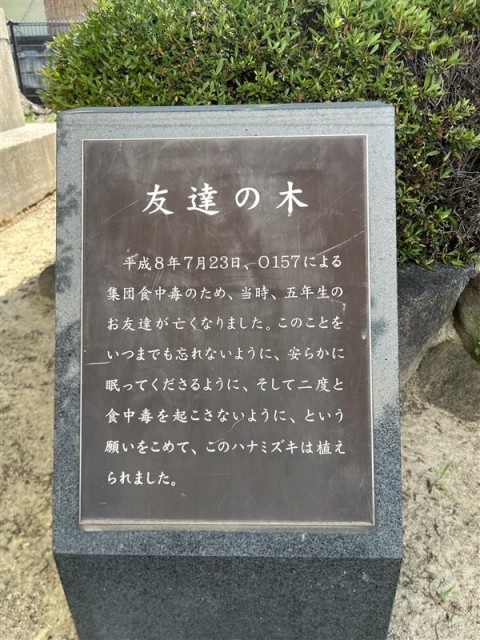 友達の木
平成8年7月23日、O157による
集団食中毒のため、当時、五年生の
お友達が亡くなりました。このことを
いつまでも忘れないように、安らかに
眠ってくださるように、そして二度と
食中毒を起こさないように、という
願いをこめて、このハナミズキは植え
られました。